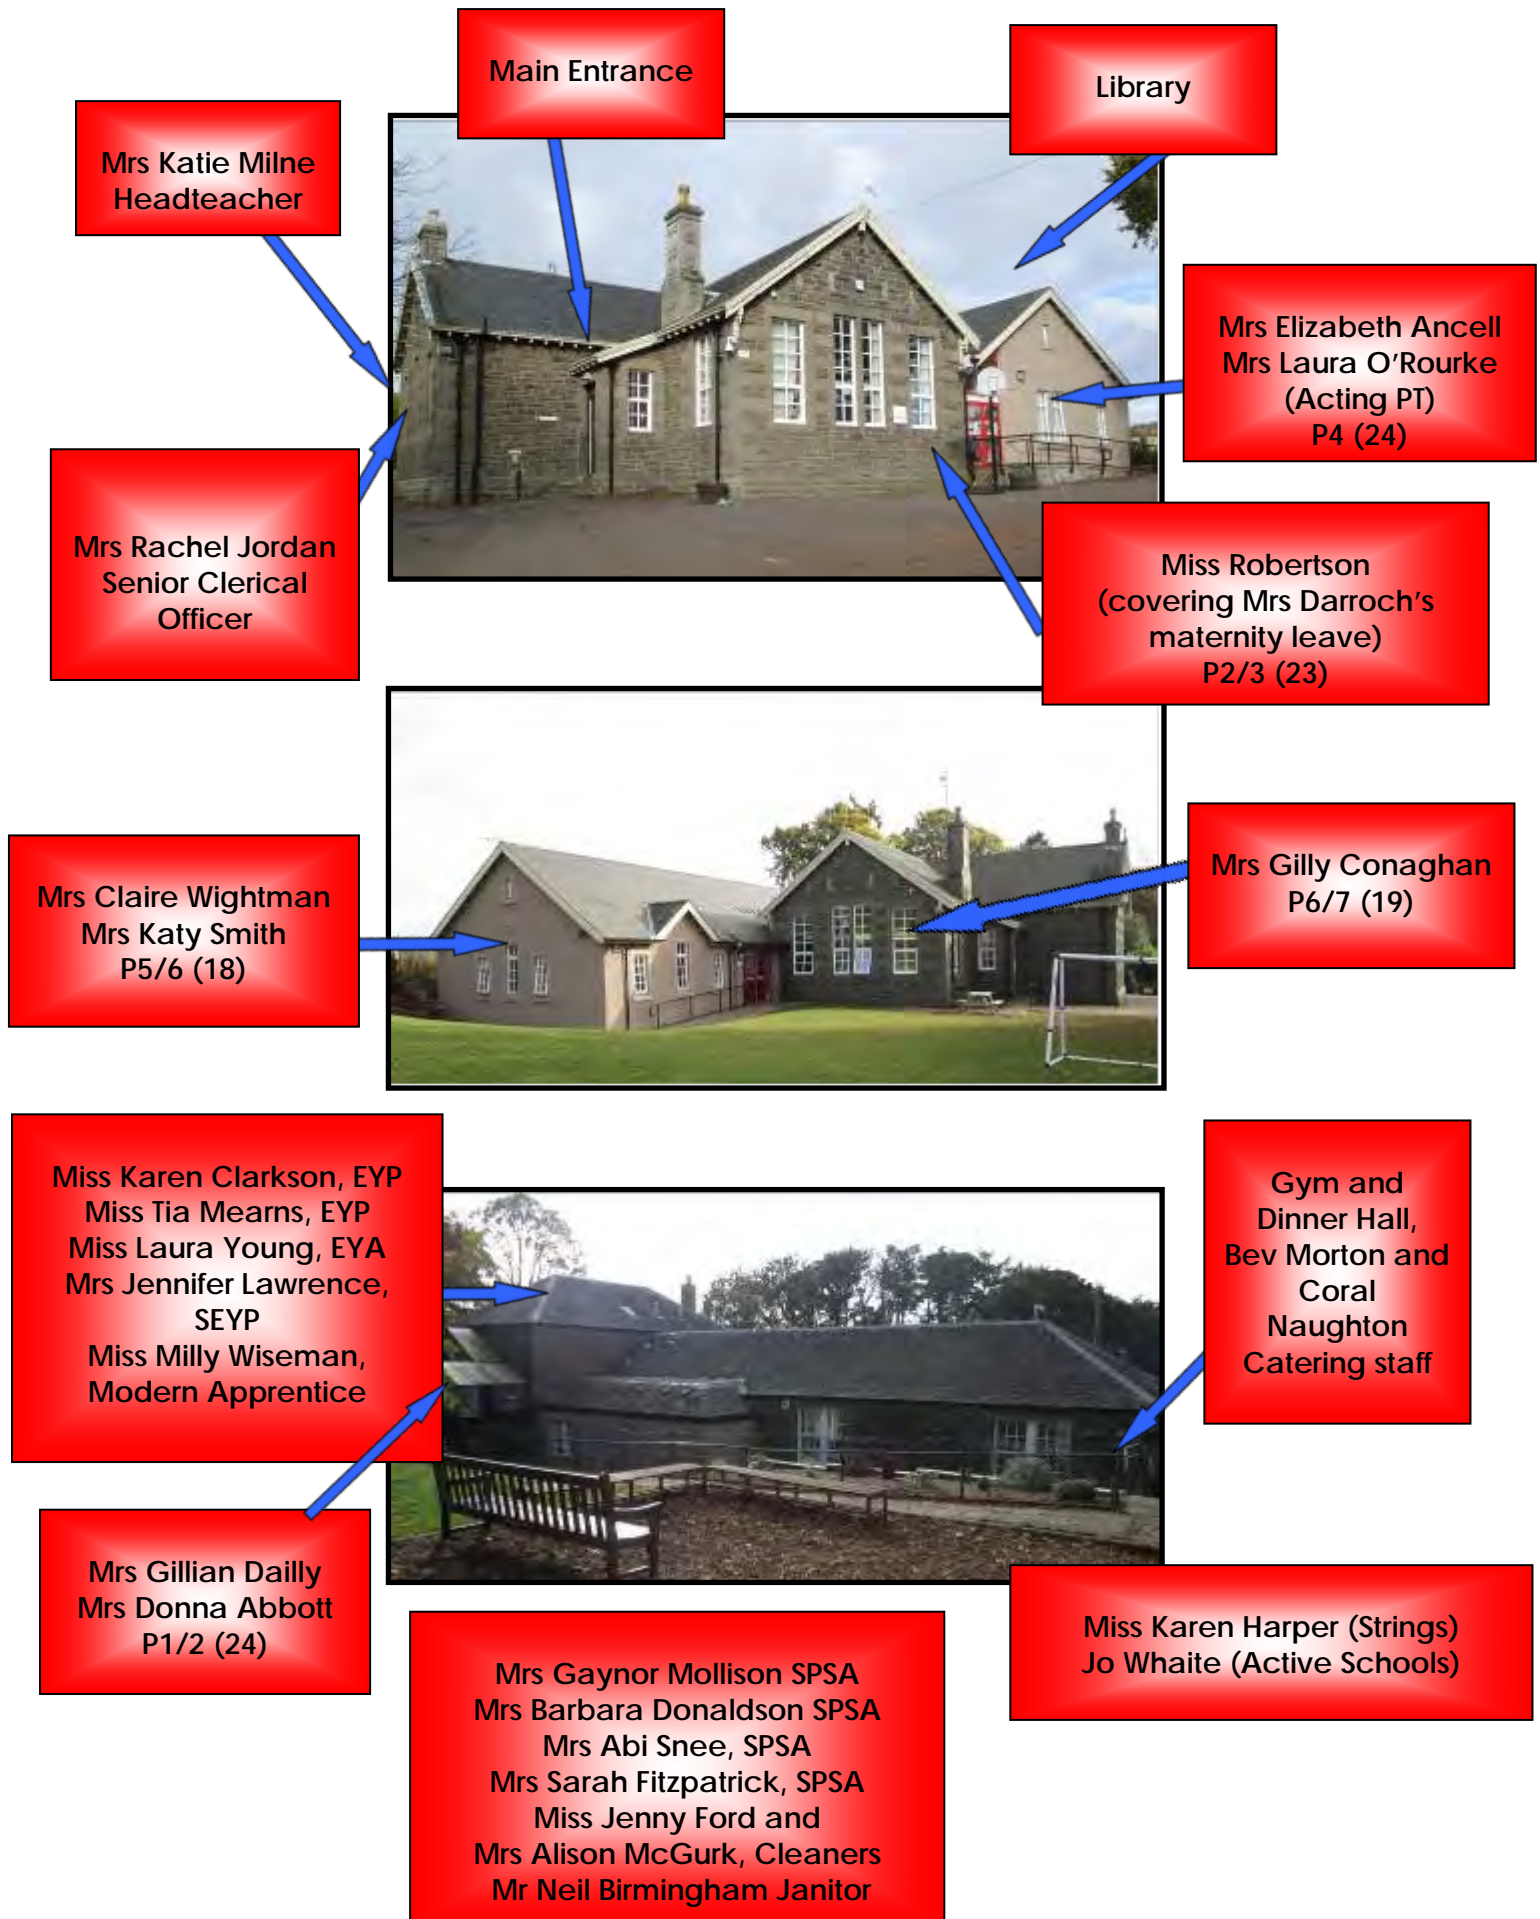 Main Entrance
Library
Mrs Katie Milne
Headteacher
Mrs Elizabeth Ancell
Mrs Laura O'Rourke
(Acting PT)
P4 (24)
Mrs Rachel Jordan
Senior Clerical
Officer
Miss Robertson
(covering Mrs Darroch's
maternity leave)
P2/3 (23)
Mrs Claire Wightman
Mrs Katy Smith
P5/6 (18)
Mrs Gilly Conaghan
P6/7 (19)
Miss Karen Clarkson, EYP
Miss Tia Mearns, EYP
Miss Laura Young, EYA
Mrs Jennifer Lawrence,
SEYP
Miss Milly Wiseman,
Modern Apprentice
Gym and
Dinner Hall,
Bev Morton and
Coral
Naughton
Catering staff
Mrs Gillian Dailly
Mrs Donna Abbott
P1/2 (24)
Miss Karen Harper (Strings)
Jo Whaite (Active Schools)
Mrs Gaynor Mollison SPSA
Mrs Barbara Donaldson SPSA
Mrs Abi Snee, SPSA
Mrs Sarah Fitzpatrick, SPSA
Miss Jenny Ford and
Mrs Alison McGurk, Cleaners
Mr Neil Birmingham Janitor